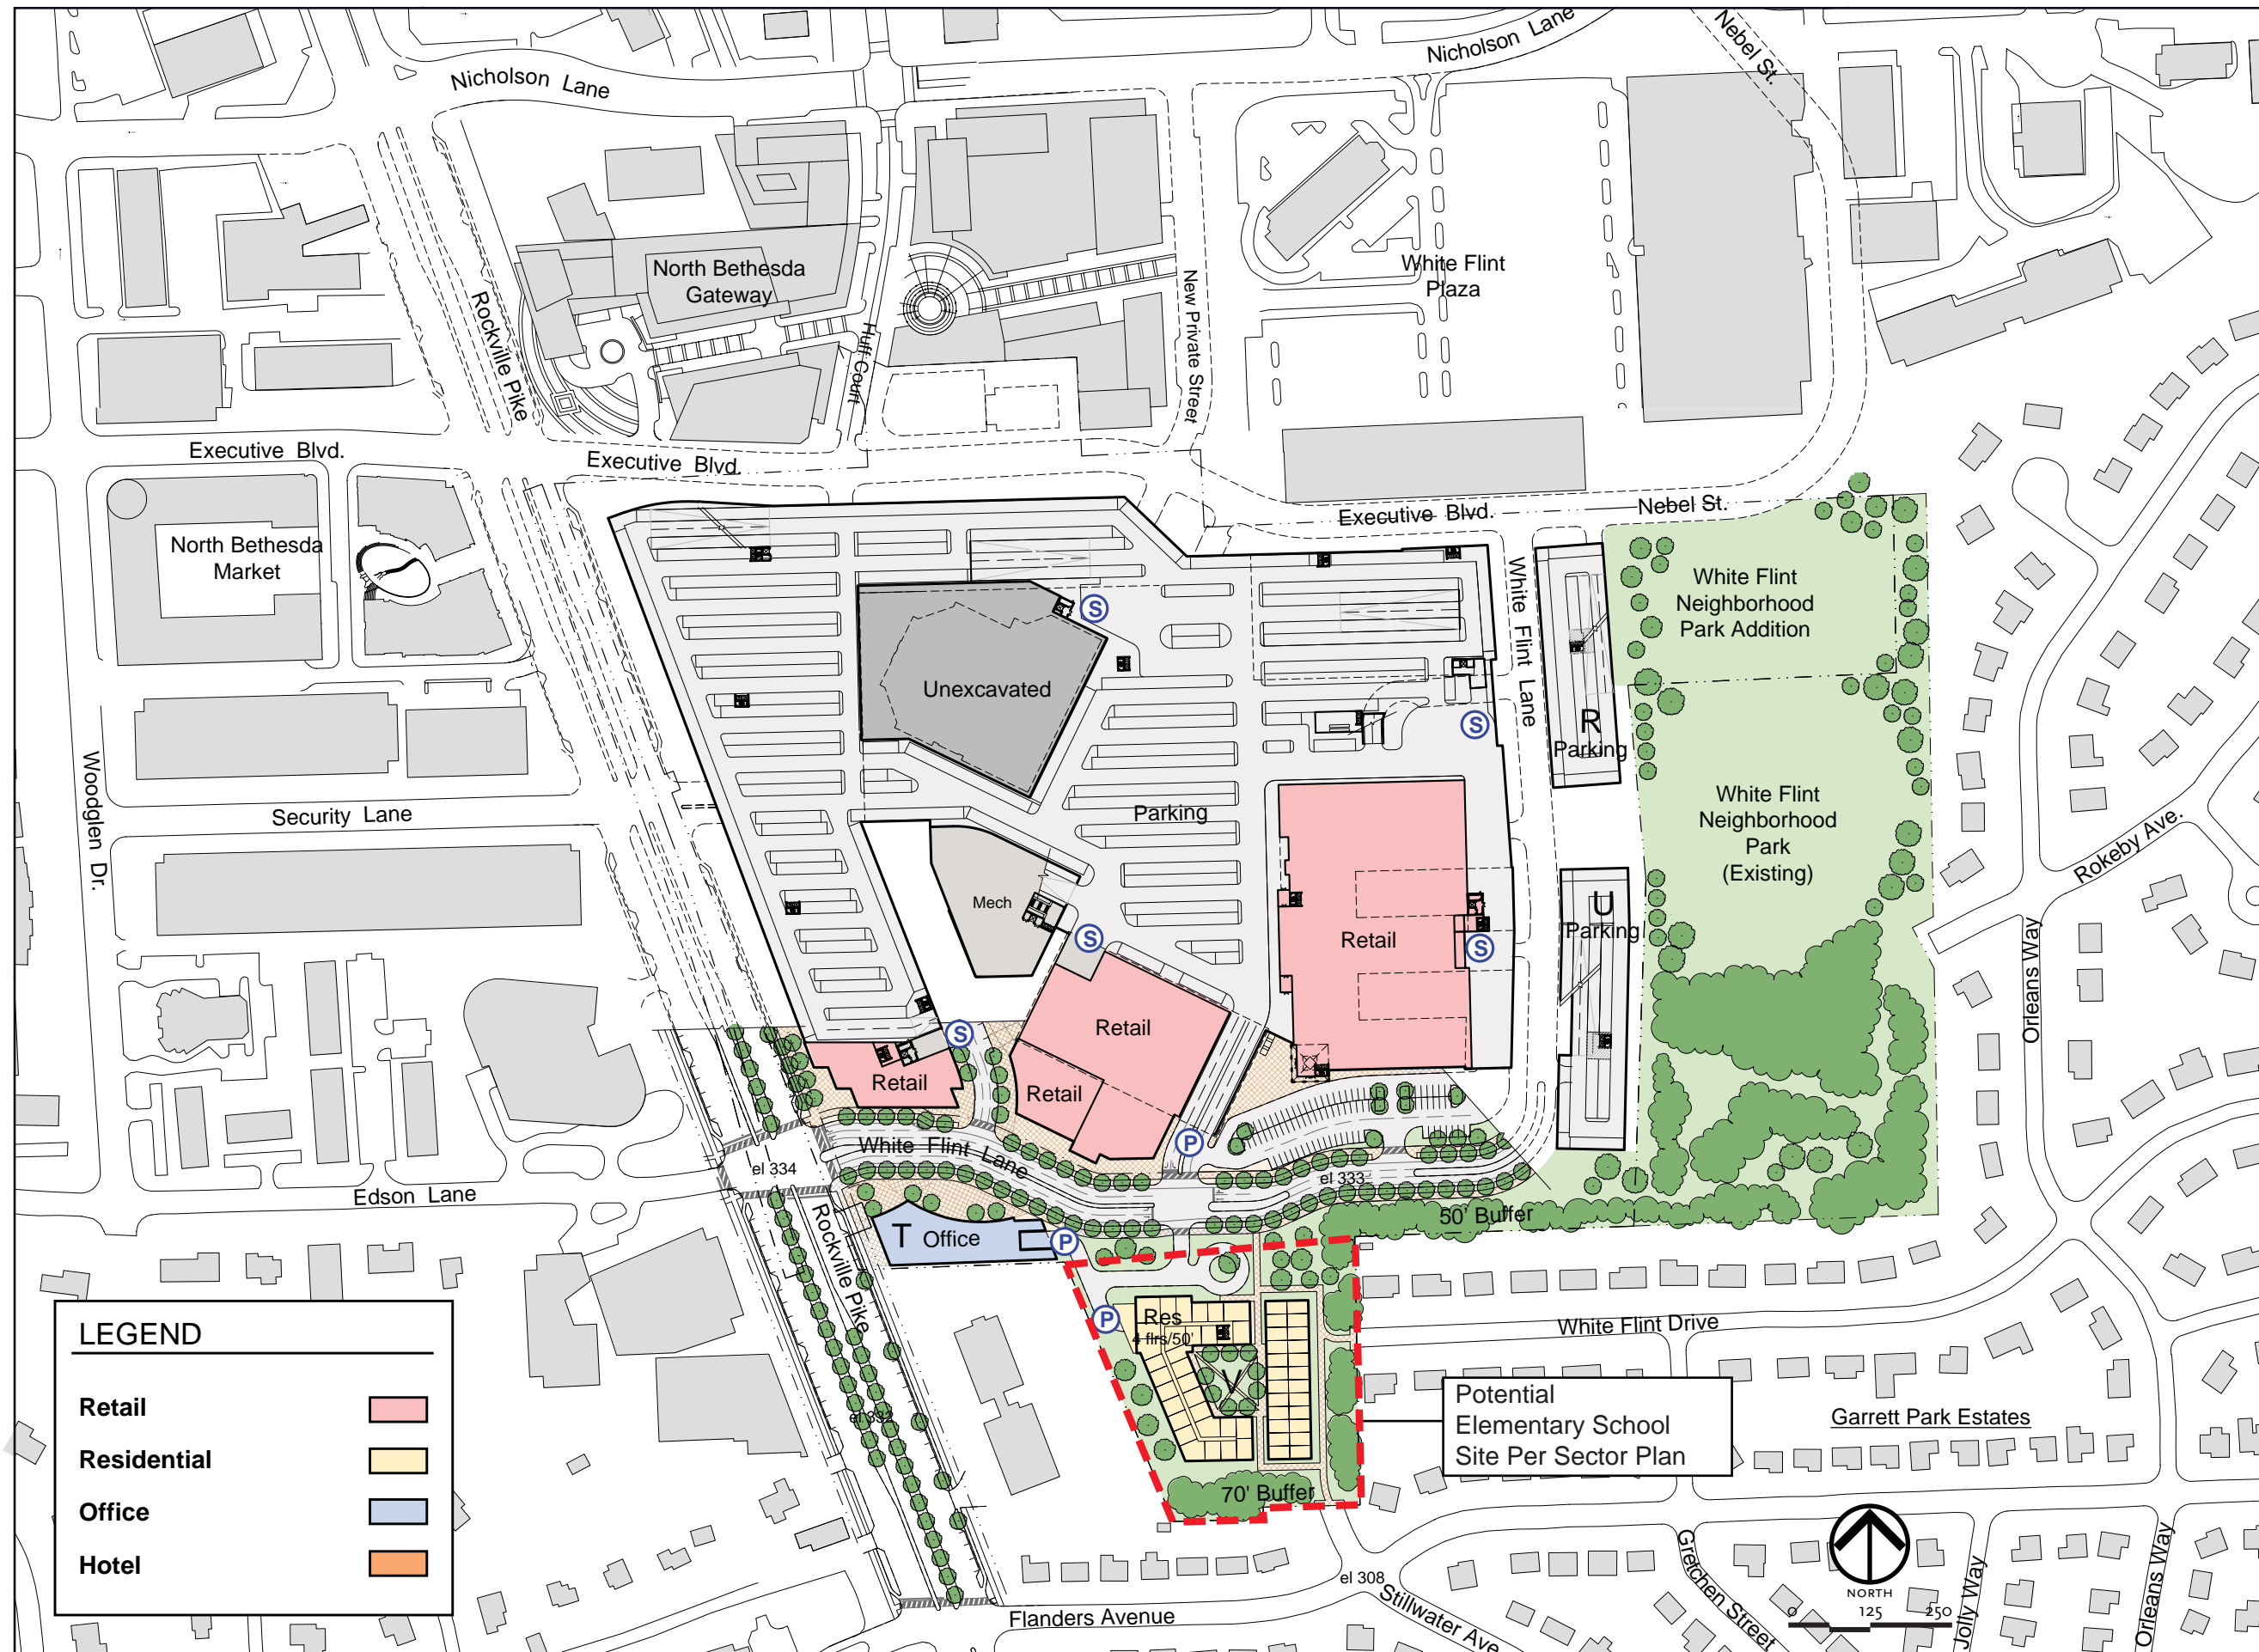 Nicholson Lane
Nicholson Lane
Nebel St.
North Bethesda
Gateway
White Flint
Plaza
Rockville Pike
Huff Court
New Private Street
Executive Blvd.
Executive Blvd.
Executive Blvd.
Nebel St.
North Bethesda
Market
White Flint
Neighborhood
Park Addition
White Flint Lane
S
Unexcavated
R
Parking
S
Woodglen Dr.
Security Lane
Parking
White Flint
Neighborhood
Park
(Existing)
Rokeby Ave.
Mech
U
Parking
S
Retail
S
Orleans Way
S
Retail
Retail
Retail
P
White Flint Lane
el 334
el 333
Edson Lane
50' Buffer
T Office
P
Rockville Pike
P
Res
4 flrs/50'
White Flint Drive
V
el 332
Potential
Elementary School
Site Per Sector Plan
Garrett Park Estates
70' Buffer
LEGEND
Retail
Residential
Office
Hotel
el 308
Flanders Avenue
Stillwater Ave
Gretchen Street
Jolly Way
Orleans Way
NORTH
0 125 250